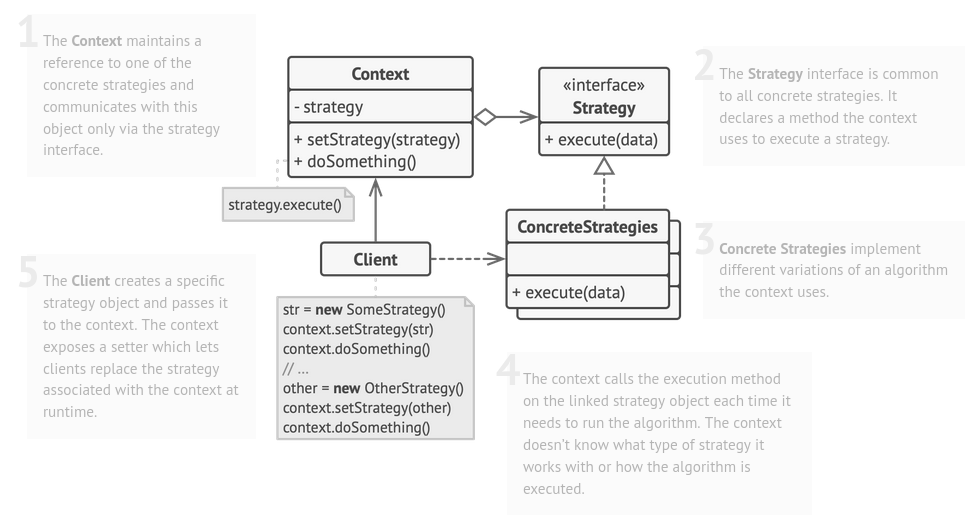 1
The Context maintains a
reference to one of the
concrete strategies and
communicates with this
object only via the strategy
interface.
Context
- strategy
+ setStrategy(strategy)
+ doSomething()
strategy.execute()
«interface»
Strategy
+ execute(data)
2
The Strategy interface is common
to all concrete strategies. It
declares a method the context
uses to execute a strategy.
ConcreteStrategies
+ execute(data)
3
Concrete Strategies implement
different variations of an algorithm
the context uses.
Client
str = new SomeStrategy()
context.setStrategy(str)
context.doSomething()
// ...
other = new OtherStrategy()
context.setStrategy(other)
context.doSomething()
4
The context calls the execution method
on the linked strategy object each time it
needs to run the algorithm. The context
doesn't know what type of strategy it
works with or how the algorithm is
executed.
5
The Client creates a specific
strategy object and passes it
to the context. The context
exposes a setter which lets
clients replace the strategy
associated with the context at
runtime.